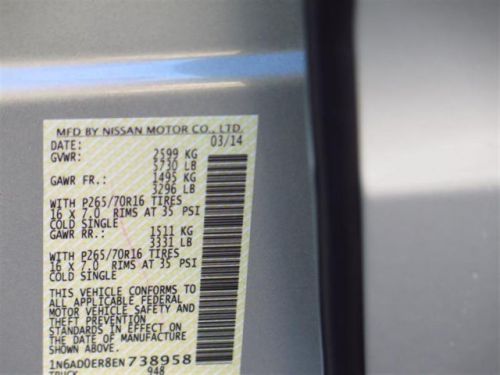 MFD BY NISSAN MOTOR CO., LTD.
DATE: 03/14
GVWR: 2599 KG
5730 LB
GAWR FR.: 1495 KG
3296 LB
WITH P265/70R16 TIRES
16 X 7.0 RIMS AT 35 PSI
COLD SINGLE
GAWR RR.: 1511 KG
3331 LB
WITH P265/70R16 TIRES
16 X 7.0 RIMS AT 35 PSI
COLD SINGLE
THIS VEHICLE CONFORMS TO
ALL APPLICABLE FEDERAL
MOTOR VEHICLE SAFETY AND
THEFT PREVENTION
STANDARDS IN EFFECT ON
THE DATE OF MANUFACTURE
1N6AD0ER8EN738958
TRUCK 948